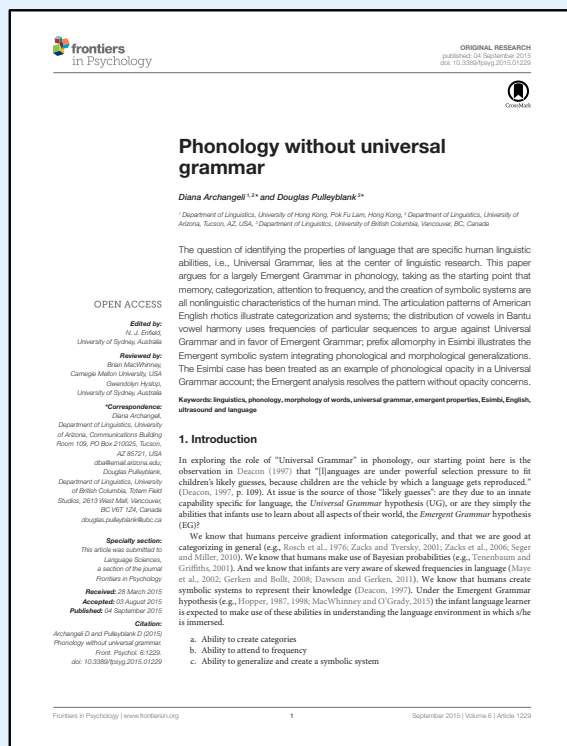 frontiers
in Psychology
ORIGINAL RESEARCH
published: 04 September 2015
doi: 10.3389/fpsyg.2015.01229
CrossMark
Phonology without universal
grammar
Diana Archangeli 1, 2* and Douglas Pulleyblank 3*
1 Department of Linguistics, University of Hong Kong, Pok Fu Lam, Hong Kong, 2 Department of Linguistics, University of
Arizona, Tucson, AZ, USA, 3 Department of Linguistics, University of British Columbia, Vancouver, BC, Canada
The question of identifying the properties of language that are specific human linguistic
abilities, i.e., Universal Grammar, lies at the center of linguistic research. This paper
argues for a largely Emergent Grammar in phonology, taking as the starting point that
memory, categorization, attention to frequency, and the creation of symbolic systems are
all nonlinguistic characteristics of the human mind. The articulation patterns of American
English rhotics illustrate categorization and systems; the distribution of vowels in Bantu
vowel harmony uses frequencies of particular sequences to argue against Universal
Grammar and in favor of Emergent Grammar; prefix allomorphy in Esimbi illustrates the
Emergent symbolic system integrating phonological and morphological generalizations.
The Esimbi case has been treated as an example of phonological opacity in a Universal
Grammar account; the Emergent analysis resolves the pattern without opacity concerns.
Keywords: linguistics, phonology, morphology of words, universal grammar, emergent properties, Esimbi, English,
ultrasound and language
OPEN ACCESS
Edited by:
N. J. Enfield,
University of Sydney, Australia
Reviewed by:
Brian MacWhinney,
Carnegie Mellon University, USA
Gwendolyn Hyslop,
University of Sydney, Australia
*Correspondence:
Diana Archangeli,
Department of Linguistics, University
of Arizona, Communications Building
Room 109, PO Box 210025, Tucson,
AZ 85721, USA
dba@email.arizona.edu;
Douglas Pulleyblank,
Department of Linguistics, University
of British Columbia, Totem Field
Studios, 2613 West Mall, Vancouver,
BC V6T 1Z4, Canada
douglas.pulleyblank@ubc.ca
Specialty section:
This article was submitted to
Language Sciences,
a section of the journal
Frontiers in Psychology
Received: 28 March 2015
Accepted: 03 August 2015
Published: 04 September 2015
Citation:
Archangeli D and Pulleyblank D (2015)
Phonology without universal grammar.
Front. Psychol. 6:1229.
doi: 10.3389/fpsyg.2015.01229
1. Introduction
In exploring the role of "Universal Grammar" in phonology, our starting point here is the
observation in Deacon (1997) that "[l]anguages are under powerful selection pressure to fit
children's likely guesses, because children are the vehicle by which a language gets reproduced."
(Deacon, 1997, p. 109). At issue is the source of those "likely guesses": are they due to an innate
capability specific for language, the Universal Grammar hypothesis (UG), or are they simply the
abilities that infants use to learn about all aspects of their world, the Emergent Grammar hypothesis
(EG)?
We know that humans perceive gradient information categorically, and that we are good at
categorizing in general (e.g., Rosch et al., 1976; Zacks and Tversky, 2001; Zacks et al., 2006; Seger
and Miller, 2010). We know that humans make use of Bayesian probabilities (e.g., Tenenbaum and
Griffiths, 2001). And we know that infants are very aware of skewed frequencies in language (Maye
et al., 2002; Gerken and Bollt, 2008; Dawson and Gerken, 2011). We know that humans create
symbolic systems to represent their knowledge (Deacon, 1997). Under the Emergent Grammar
hypothesis (e.g., Hopper, 1987, 1998; MacWhinney and O'Grady, 2015) the infant language learner
is expected to make use of these abilities in understanding the language environment in which s/he
is immersed.
a. Ability to create categories
b. Ability to attend to frequency
c. Ability to generalize and create a symbolic system
Frontiers in Psychology | www.frontiersin.org
1
September 2015 | Volume 6 | Article 1229